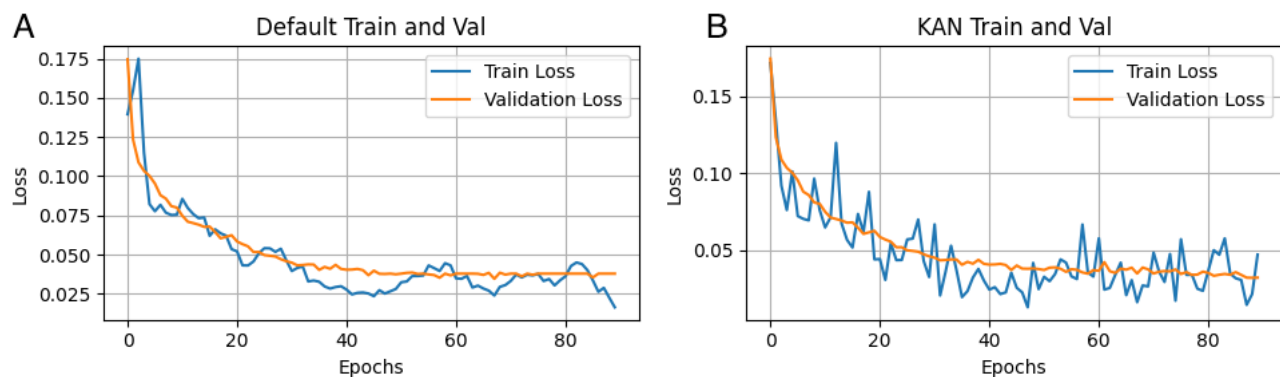 A
Default Train and Val
Train Loss
Validation Loss
0.175
0.150
0.125
0.100
0.075
0.050
0.025
Loss
0
20
40
60
80
Epochs
B
KAN Train and Val
Train Loss
Validation Loss
0.15
0.10
0.05
Loss
0
20
40
60
80
Epochs